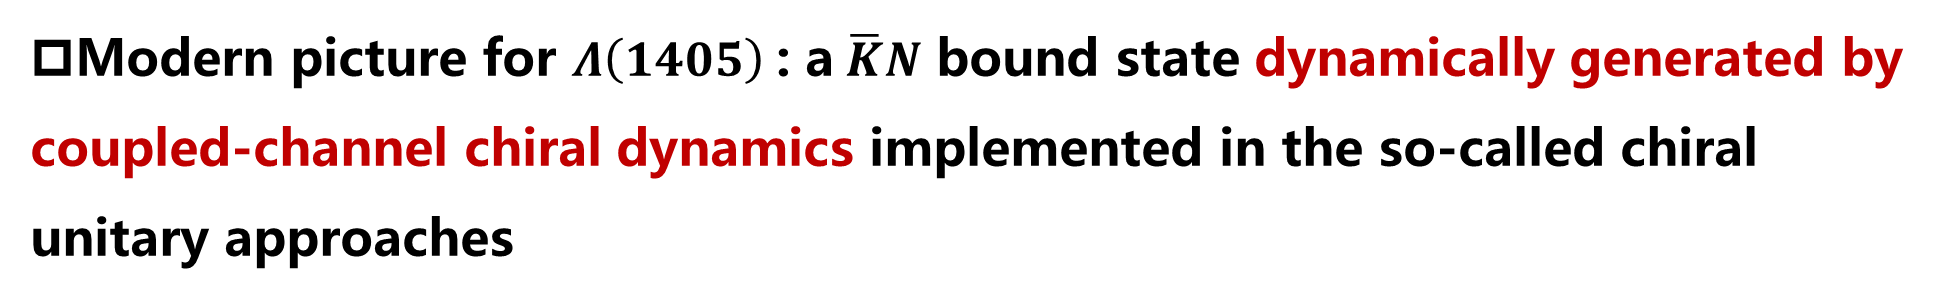 □Modern picture for Λ(1405) : a K̅N bound state dynamically generated by
coupled-channel chiral dynamics implemented in the so-called chiral
unitary approaches